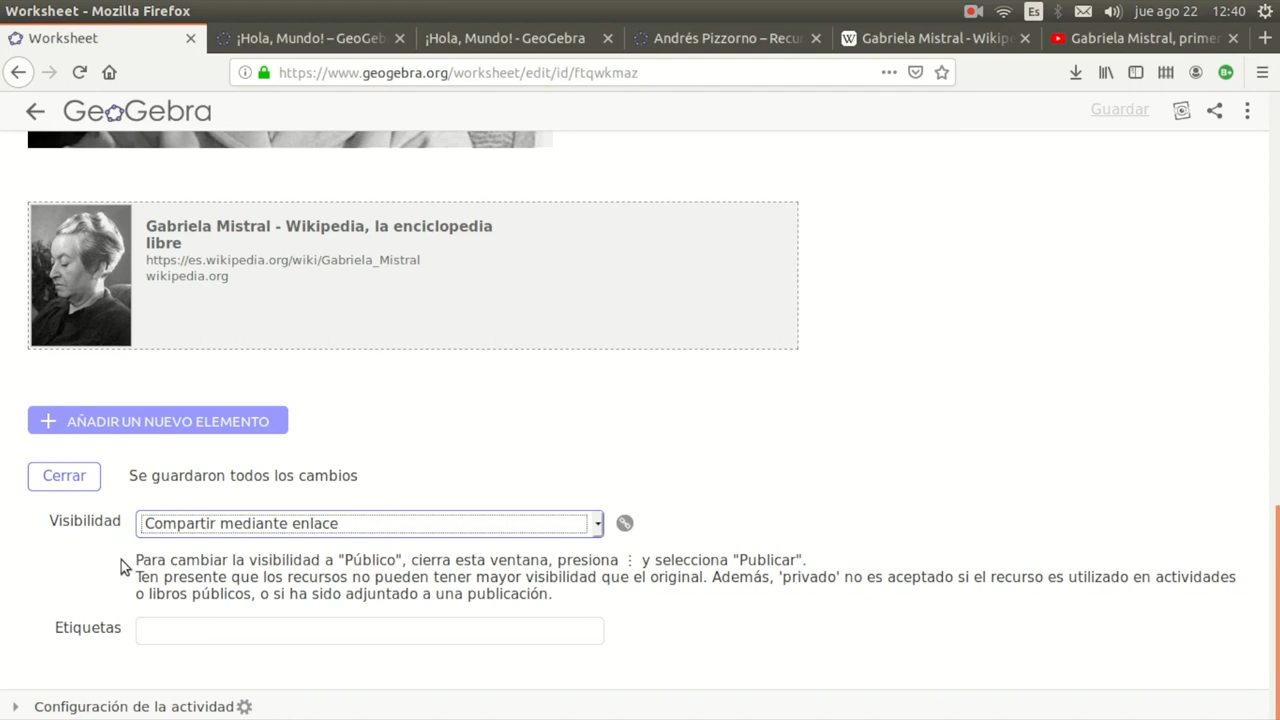 Worksheet - Mozilla Firefox
Es
jue ago 22
12:40
Worksheet
¡Hola, Mundo! – GeoGeb
¡Hola, Mundo! - GeoGebra
Andrés Pizzorno – Recur
W Gabriela Mistral - Wikipe
Gabriela Mistral, primer
https://www.geogebra.org/worksheet/edit/id/ftqwkmaz
B+
GeoGebra
Guardar
Gabriela Mistral - Wikipedia, la enciclopedia
libre
https://es.wikipedia.org/wiki/Gabriela_Mistral
wikipedia.org
AÑADIR UN NUEVO ELEMENTO
Cerrar
Se guardaron todos los cambios
Visibilidad
Compartir mediante enlace
Para cambiar la visibilidad a "Público", cierra esta ventana, presiona ⋮ y selecciona "Publicar".
Ten presente que los recursos no pueden tener mayor visibilidad que el original. Además, 'privado' no es aceptado si el recurso es utilizado en actividades
o libros públicos, o si ha sido adjuntado a una publicación.
Etiquetas
Configuración de la actividad